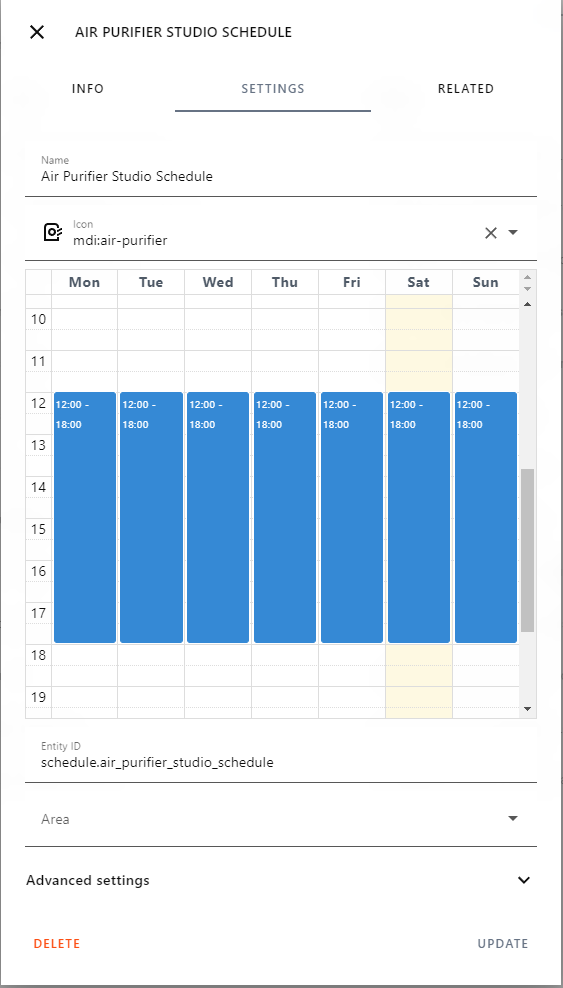 AIR PURIFIER STUDIO SCHEDULE
INFO SETTINGS RELATED
Name
Air Purifier Studio Schedule
Icon
mdi:air-purifier
Mon Tue Wed Thu Fri Sat Sun
10
11
12 12:00 - 12:00 - 12:00 - 12:00 - 12:00 - 12:00 - 12:00 -
18:00 18:00 18:00 18:00 18:00 18:00 18:00
13
14
15
16
17
18
19
Entity ID
schedule.air_purifier_studio_schedule
Area
Advanced settings
DELETE UPDATE